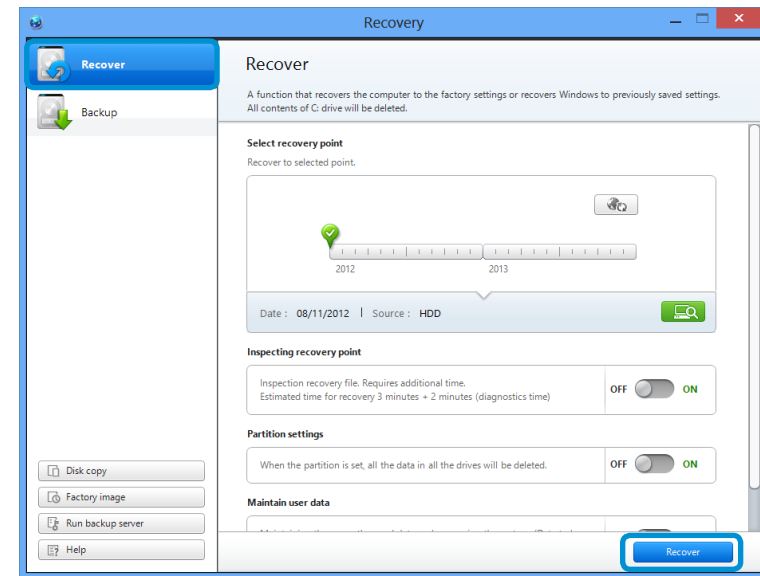 Recovery
Recover
Backup
Recover
A function that recovers the computer to the factory settings or recovers Windows to previously saved settings.
All contents of C: drive will be deleted.
Select recovery point
Recover to selected point.
2012 2013
Date : 08/11/2012 | Source : HDD
Inspecting recovery point
Inspection recovery file. Requires additional time.
Estimated time for recovery 3 minutes + 2 minutes (diagnostics time)
OFF ON
Partition settings
When the partition is set, all the data in all the drives will be deleted.
OFF ON
Maintain user data
Disk copy
Factory image
Run backup server
Help
Recover